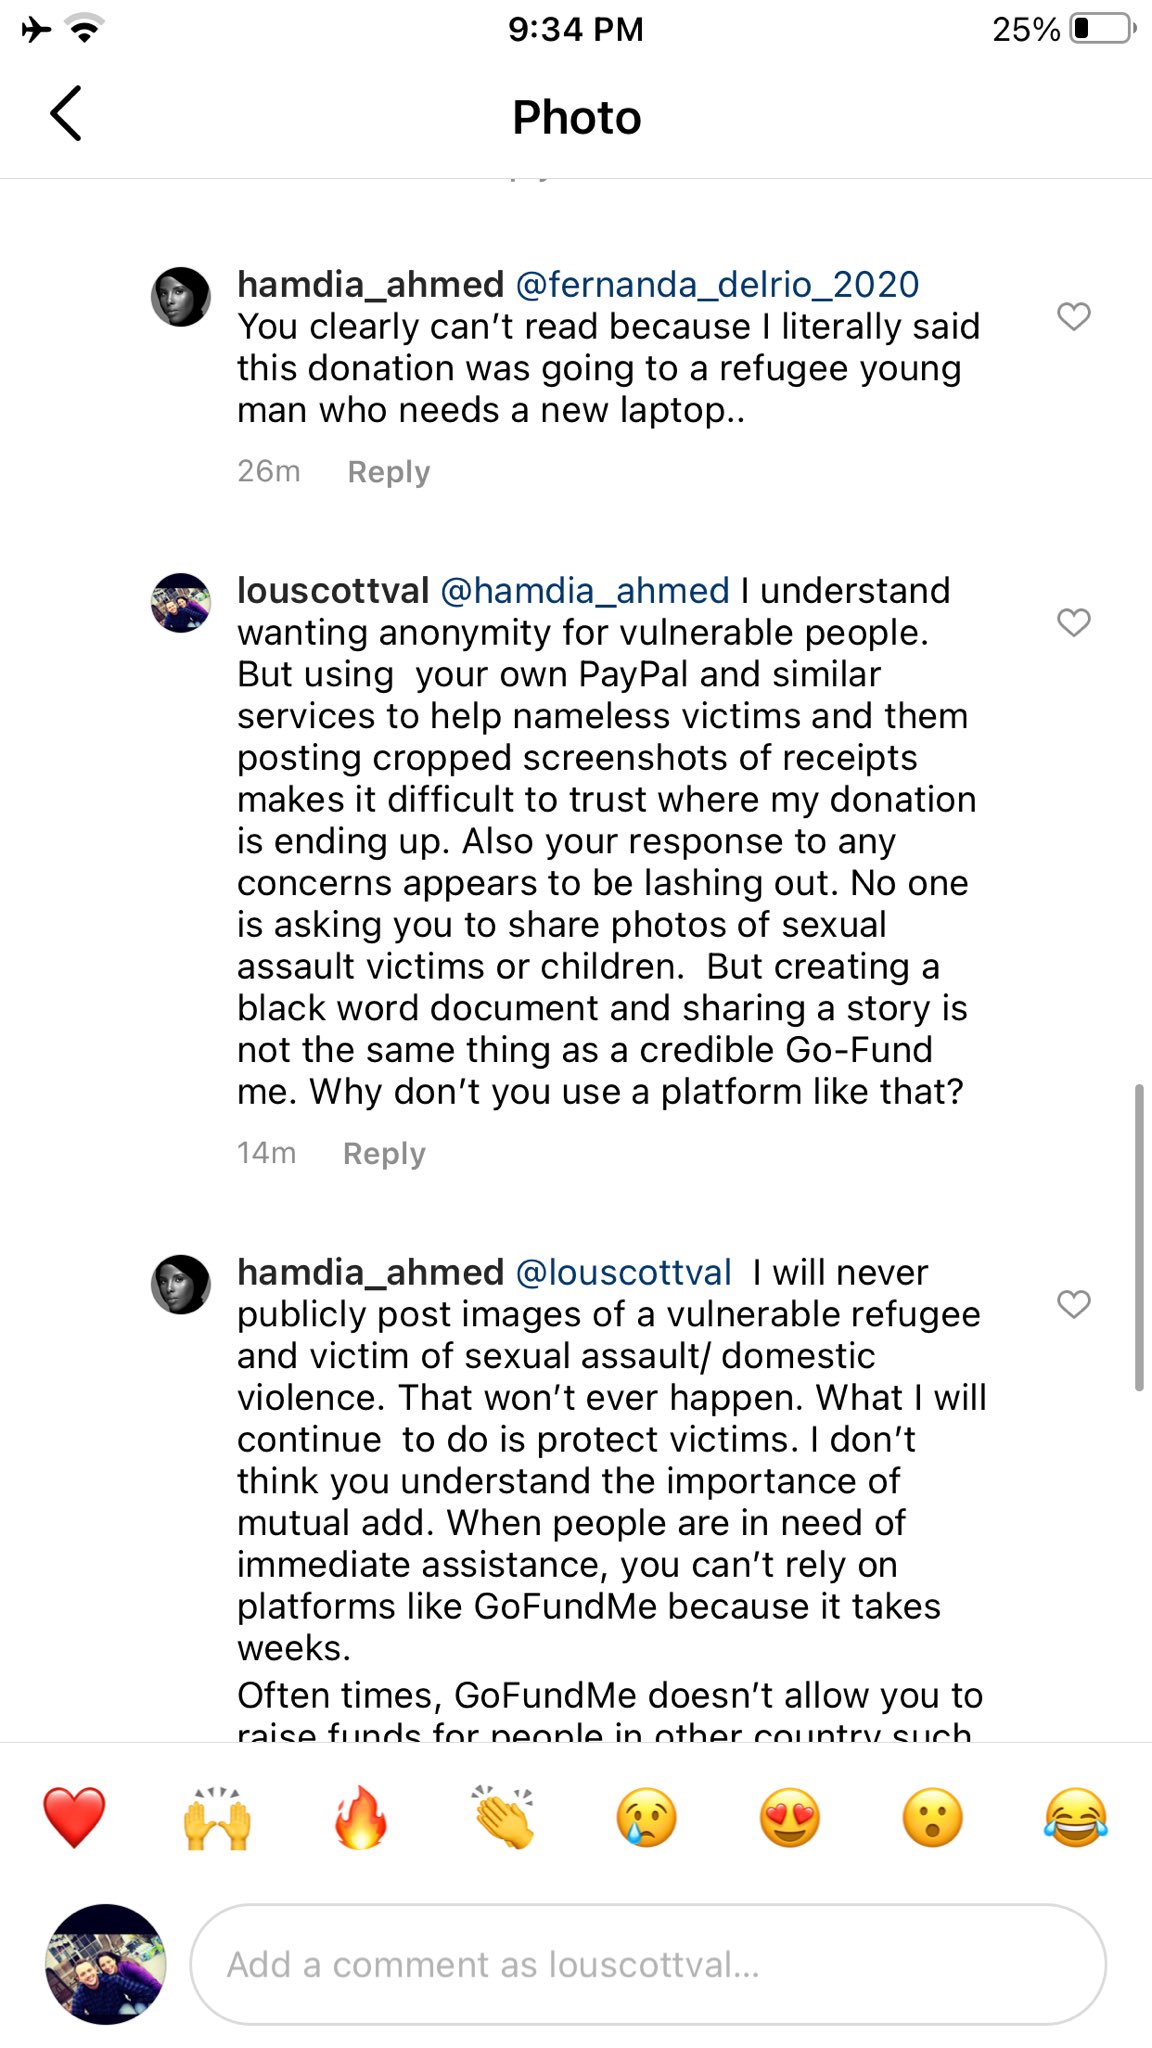 9:34 PM
25%
Photo
hamdia_ahmed @fernanda_delrio_2020
You clearly can't read because I literally said
this donation was going to a refugee young
man who needs a new laptop..
26m Reply
louscottval @hamdia_ahmed I understand
wanting anonymity for vulnerable people.
But using  your own PayPal and similar
services to help nameless victims and them
posting cropped screenshots of receipts
makes it difficult to trust where my donation
is ending up. Also your response to any
concerns appears to be lashing out. No one
is asking you to share photos of sexual
assault victims or children.  But creating a
black word document and sharing a story is
not the same thing as a credible Go-Fund
me. Why don't you use a platform like that?
14m Reply
hamdia_ahmed @louscottval  I will never
publicly post images of a vulnerable refugee
and victim of sexual assault/ domestic
violence. That won't ever happen. What I will
continue  to do is protect victims. I don't
think you understand the importance of
mutual add. When people are in need of
immediate assistance, you can't rely on
platforms like GoFundMe because it takes
weeks.
Often times, GoFundMe doesn't allow you to
raise funds for people in other country such
Add a comment as louscottval...